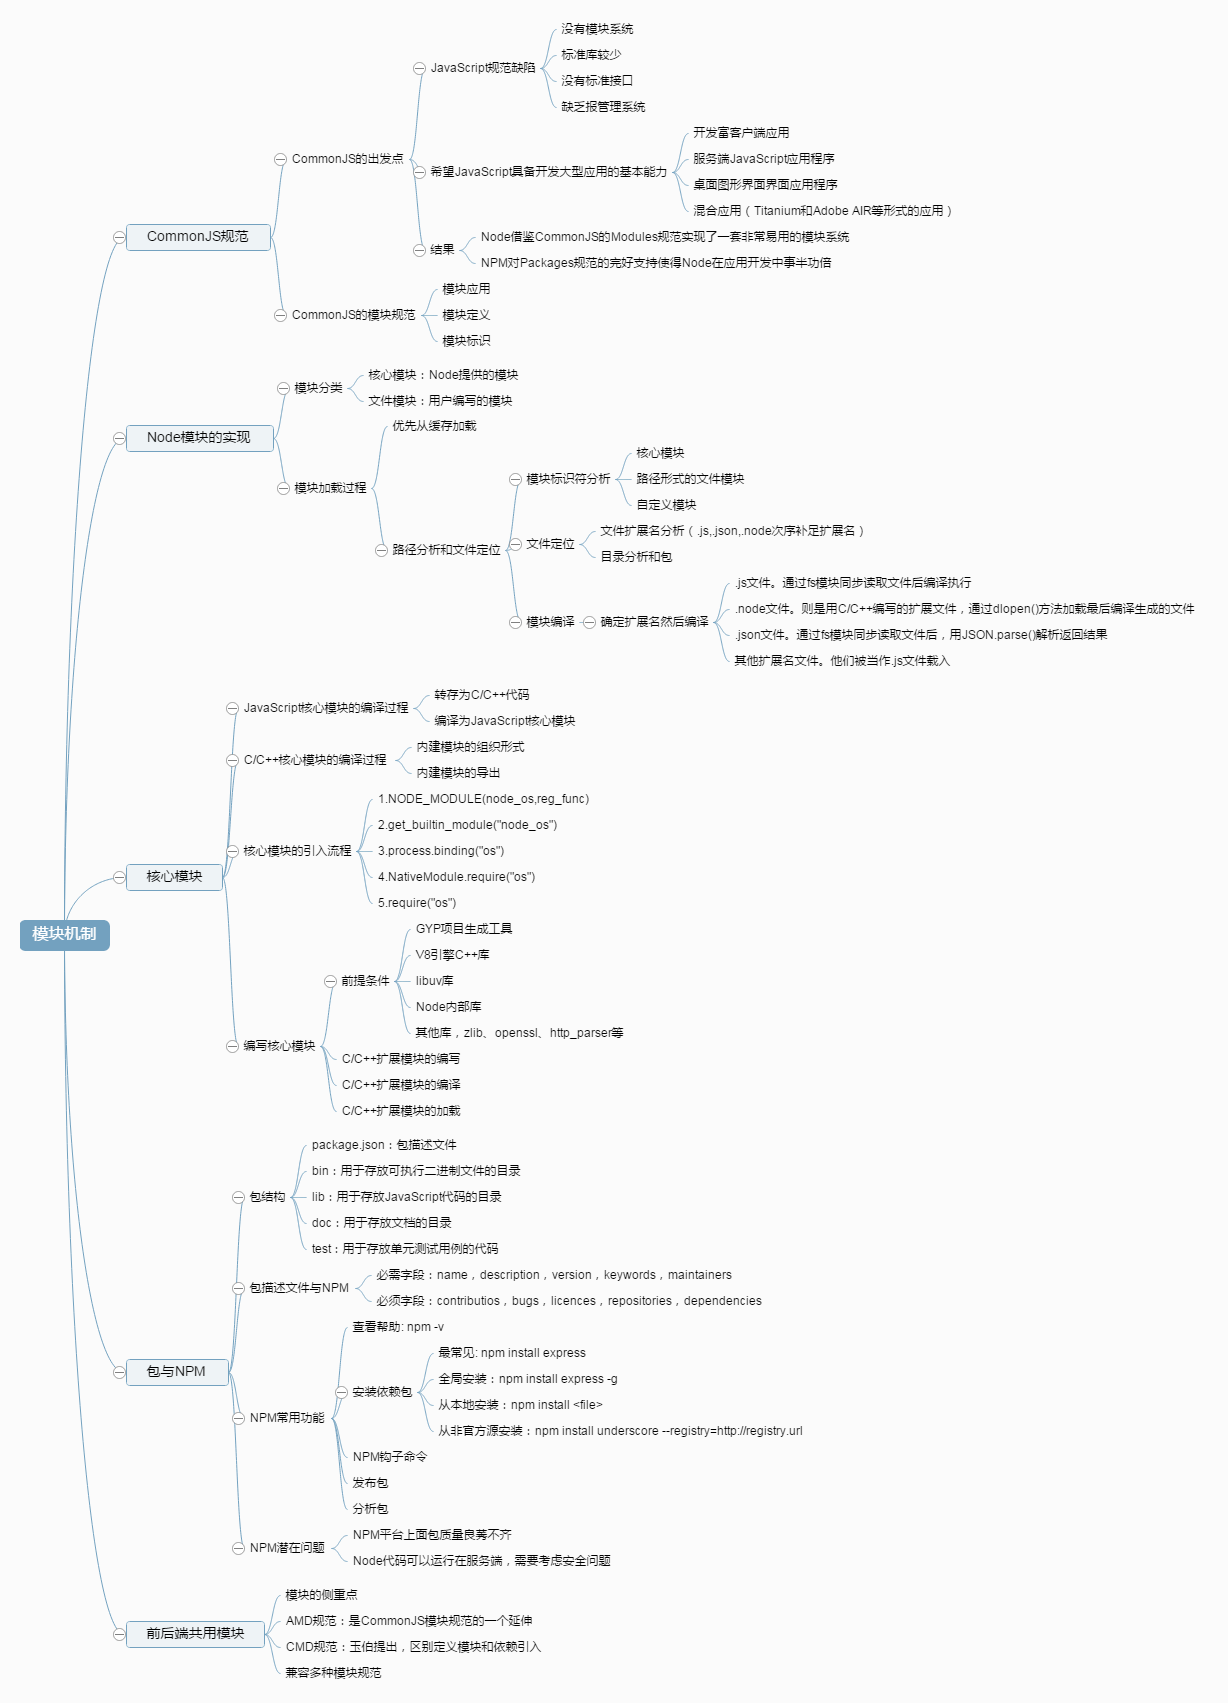 没有模块系统
标准库较少
JavaScript规范缺陷
没有标准接口
缺乏报管理系统
开发富客户端应用
CommonJS的出发点
服务端JavaScript应用程序
希望JavaScript具备开发大型应用的基本能力
桌面图形界面界面应用程序
混合应用（Titanium和Adobe AIR等形式的应用）
CommonJS规范
Node借鉴CommonJS的Modules规范实现了一套非常易用的模块系统
结果
NPM对Packages规范的完好支持使得Node在应用开发中事半功倍
模块应用
CommonJS的模块规范
模块定义
模块标识
核心模块：Node提供的模块
模块分类
文件模块：用户编写的模块
优先从缓存加载
Node模块的实现
核心模块
模块标识符分析
路径形式的文件模块
模块加载过程
自定义模块
文件扩展名分析（.js,.json,.node次序补足扩展名）
文件定位
路径分析和文件定位
目录分析和包
.js文件。通过fs模块同步读取文件后编译执行
.node文件。则是用C/C++编写的扩展文件，通过dlopen()方法加载最后编译生成的文件
模块编译
确定扩展名然后编译
.json文件。通过fs模块同步读取文件后，用JSON.parse()解析返回结果
其他扩展名文件。他们被当作.js文件载入
转存为C/C++代码
JavaScript核心模块的编译过程
编译为JavaScript核心模块
内建模块的组织形式
C/C++核心模块的编译过程
内建模块的导出
1.NODE_MODULE(node_os,reg_func)
2.get_builtin_module("node_os")
核心模块的引入流程
3.process.binding("os")
核心模块
4.NativeModule.require("os")
5.require("os")
模块机制
GYP项目生成工具
V8引擎C++库
前提条件
libuv库
Node内部库
其他库，zlib、openssl、http_parser等
编写核心模块
C/C++扩展模块的编写
C/C++扩展模块的编译
C/C++扩展模块的加载
package.json：包描述文件
bin：用于存放可执行二进制文件的目录
包结构
lib：用于存放JavaScript代码的目录
doc：用于存放文档的目录
test：用于存放单元测试用例的代码
必需字段：name，description，version，keywords，maintainers
包描述文件与NPM
必须字段：contributios，bugs，licences，repositories，dependencies
查看帮助: npm -v
最常见: npm install express
包与NPM
全局安装：npm install express -g
安装依赖包
从本地安装：npm install <file>
NPM常用功能
从非官方源安装：npm install underscore --registry=http://registry.url
NPM钩子命令
发布包
分析包
NPM平台上面包质量良莠不齐
NPM潜在问题
Node代码可以运行在服务端，需要考虑安全问题
模块的侧重点
AMD规范：是CommonJS模块规范的一个延伸
前后端共用模块
CMD规范：玉伯提出，区别定义模块和依赖引入
兼容多种模块规范